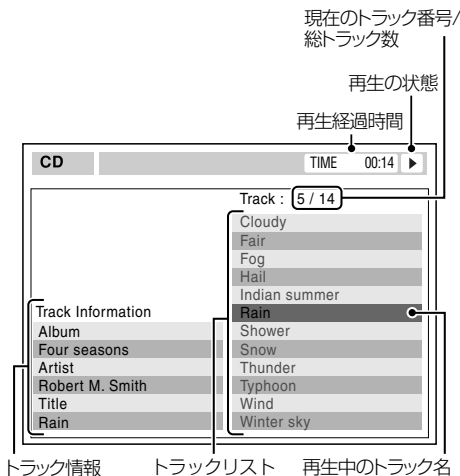 現在のトラック番号/
総トラック数
再生の状態
再生経過時間
CD
TIME 00:14
Track : 5 / 14
Cloudy
Fair
Fog
Hail
Indian summer
Rain
Shower
Snow
Thunder
Typhoon
Wind
Winter sky
Track Information
Album
Four seasons
Artist
Robert M. Smith
Title
Rain
トラック情報
トラックリスト
再生中のトラック名